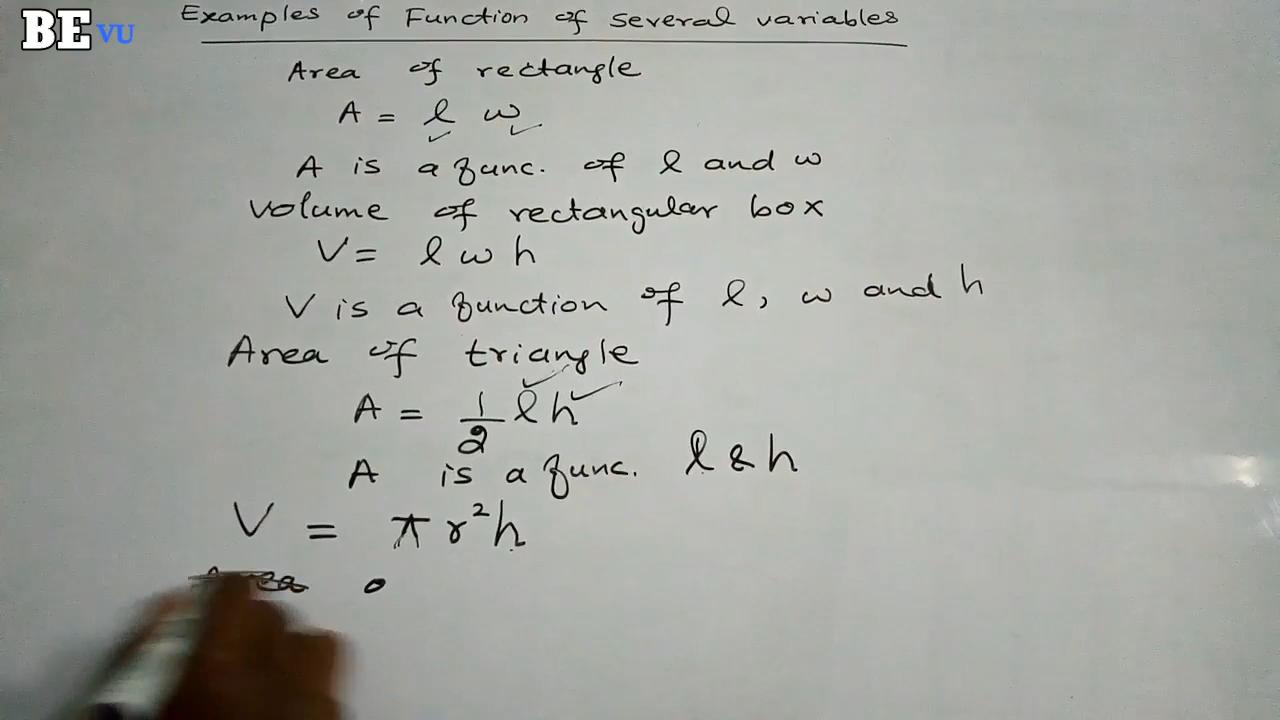 BE VU
Examples of Function of several variables
Area of rectangle
A = l w
A is a func. of l and w
Volume of rectangular box
V = l w h
V is a function of l, w and h
Area of triangle
A = 1/2 l h
A is a func. l & h
V = π r²h